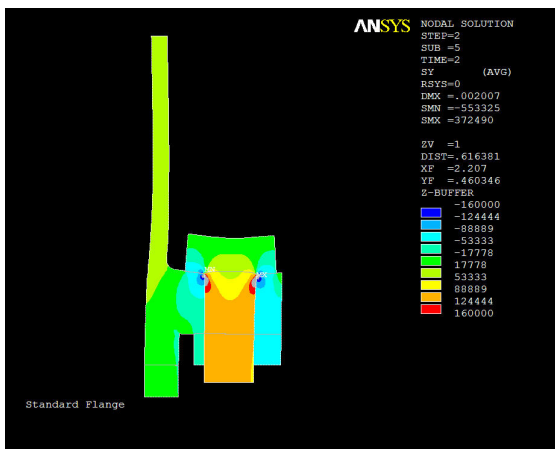 ANSYS
NODAL SOLUTION
STEP=2
SUB =5
TIME=2
SY (AVG)
RSYS=0
DMX =.002007
SMN =-553325
SMX =372490
ZV =1
DIST=.616381
XF =2.207
YF =.460346
Z-BUFFER
-160000
-124444
-88889
-53333
-17778
17778
53333
88889
124444
160000
MX
Standard Flange